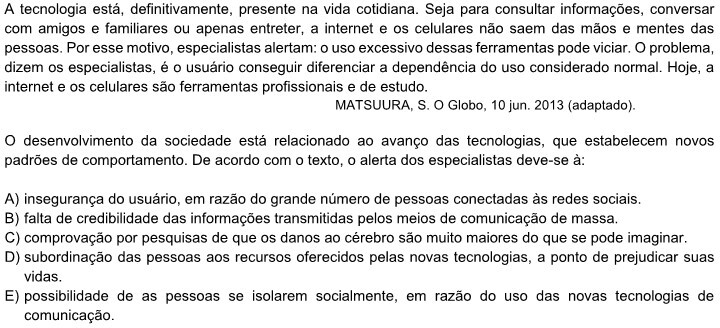 A tecnologia está, definitivamente, presente na vida cotidiana. Seja para consultar informações, conversar
com amigos e familiares ou apenas entreter, a internet e os celulares não saem das mãos e mentes das
pessoas. Por esse motivo, especialistas alertam: o uso excessivo dessas ferramentas pode viciar. O problema,
dizem os especialistas, é o usuário conseguir diferenciar a dependência do uso considerado normal. Hoje, a
internet e os celulares são ferramentas profissionais e de estudo.
MATSUURA, S. O Globo, 10 jun. 2013 (adaptado).
O desenvolvimento da sociedade está relacionado ao avanço das tecnologias, que estabelecem novos
padrões de comportamento. De acordo com o texto, o alerta dos especialistas deve-se à:
A) insegurança do usuário, em razão do grande número de pessoas conectadas às redes sociais.
B) falta de credibilidade das informações transmitidas pelos meios de comunicação de massa.
C) comprovação por pesquisas de que os danos ao cérebro são muito maiores do que se pode imaginar.
D) subordinação das pessoas aos recursos oferecidos pelas novas tecnologias, a ponto de prejudicar suas
vidas.
E) possibilidade de as pessoas se isolarem socialmente, em razão do uso das novas tecnologias de
comunicação.